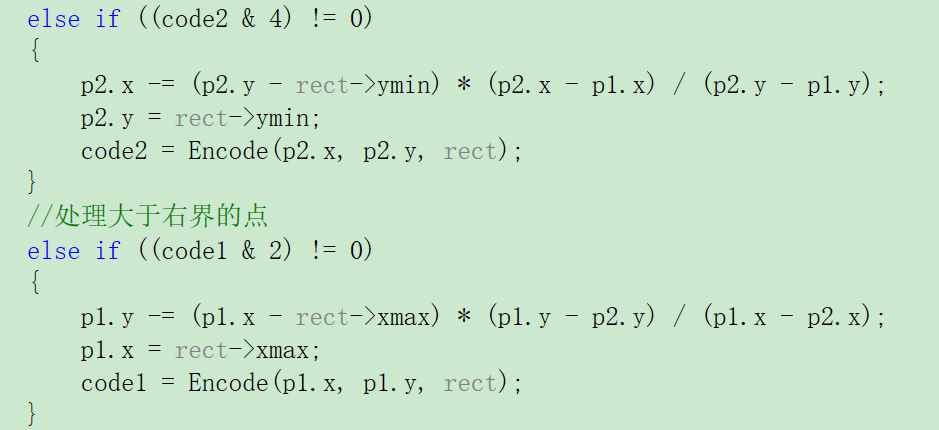 else if ((code2 & 4) != 0)
{
p2.x -= (p2.y - rect->ymin) * (p2.x - p1.x) / (p2.y - p1.y);
p2.y = rect->ymin;
code2 = Encode(p2.x, p2.y, rect);
}
//处理大于右界的点
else if ((code1 & 2) != 0)
{
p1.y -= (p1.x - rect->xmax) * (p1.y - p2.y) / (p1.x - p2.x);
p1.x = rect->xmax;
code1 = Encode(p1.x, p1.y, rect);
}